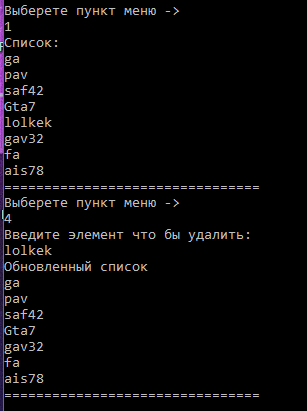 Выберете пункт меню ->
1
Список:
ga
pav
saf42
Gta7
lolkek
gav32
fa
ais78
================================
Выберете пункт меню ->
4
Введите элемент что бы удалить:
lolkek
Обновленный список
ga
pav
saf42
Gta7
gav32
fa
ais78
================================